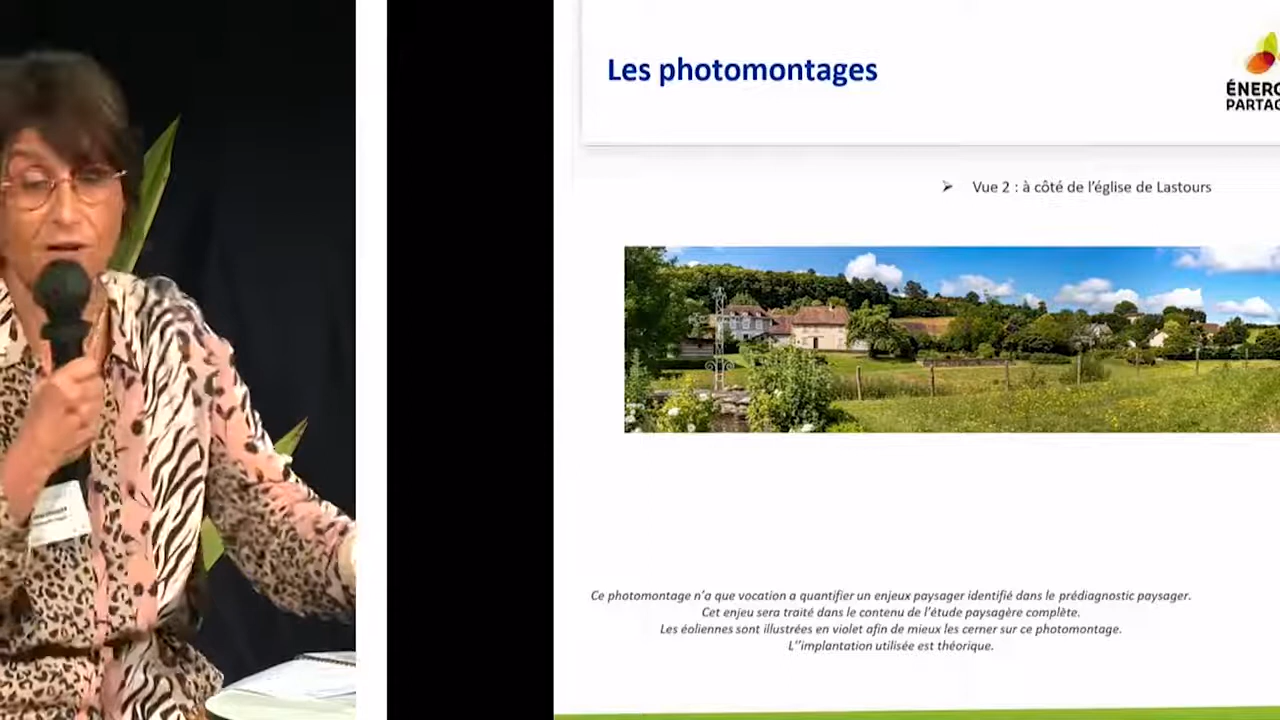 Les photomontages
ÉNERG
PARTAG
➤ Vue 2 : à côté de l'église de Lastours
Ce photomontage n'a que vocation a quantifier un enjeu paysager identifié dans le prédiagnostic paysager.
Cet enjeu sera traité dans le contenu de l'étude paysagère complète.
Les éoliennes sont illustrées en violet afin de mieux les cerner sur ce photomontage.
L''implantation utilisée est théorique.